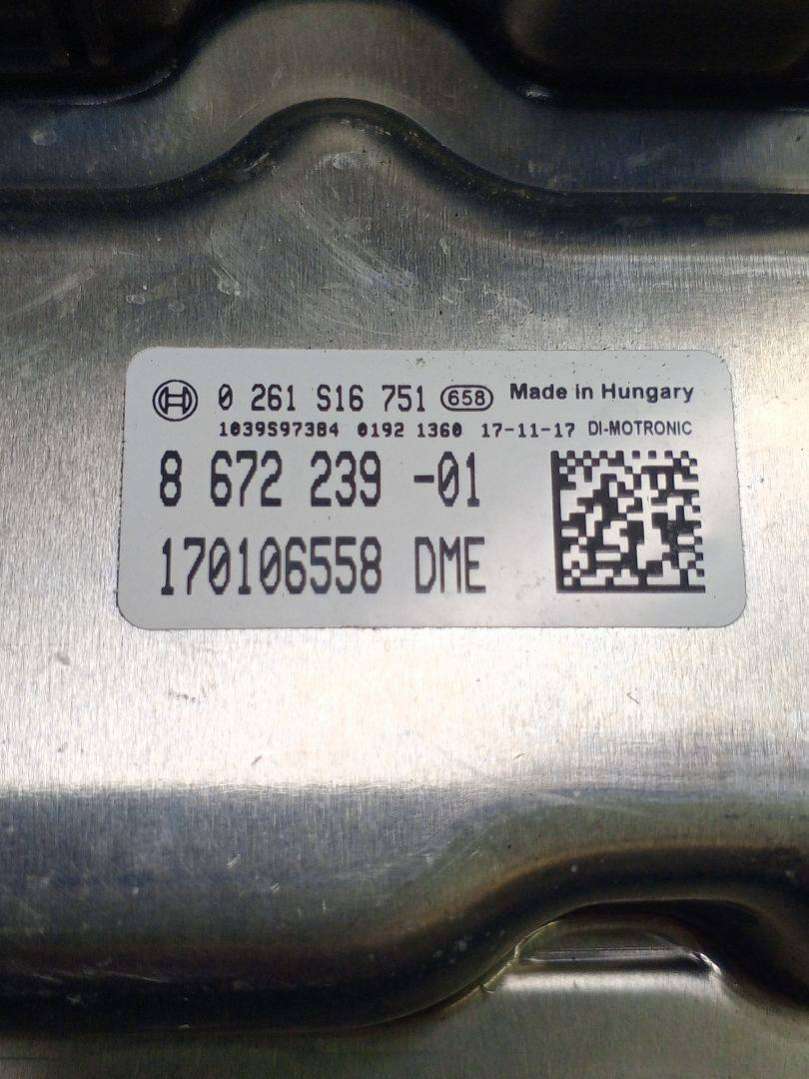 0 261 S16 751 658 Made in Hungary
1039S97384 0192 1360 17-11-17 DI-MOTRONIC
8 672 239 -01
170106558 DME